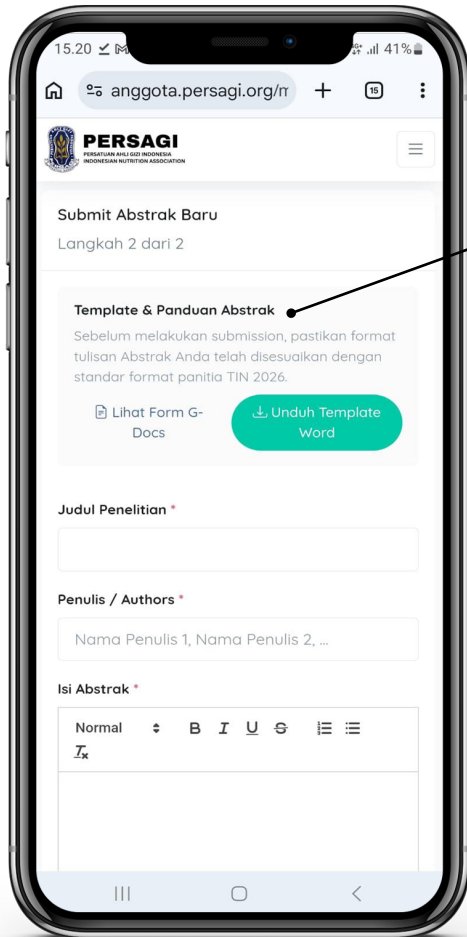 15.20
41%
anggota.persagi.org/m
15
PERSAGI
PERSATUAN AHLI GIZI INDONESIA
INDONESIAN NUTRITION ASSOCIATION
Submit Abstrak Baru
Langkah 2 dari 2
Template & Panduan Abstrak
Sebelum melakukan submission, pastikan format
tulisan Abstrak Anda telah disesuaikan dengan
standar format panitia TIN 2026.
Lihat Form G-
Docs
Unduh Template
Word
Judul Penelitian *
Penulis / Authors *
Nama Penulis 1, Nama Penulis 2, ...
Isi Abstrak *
Normal B I U S
Tx